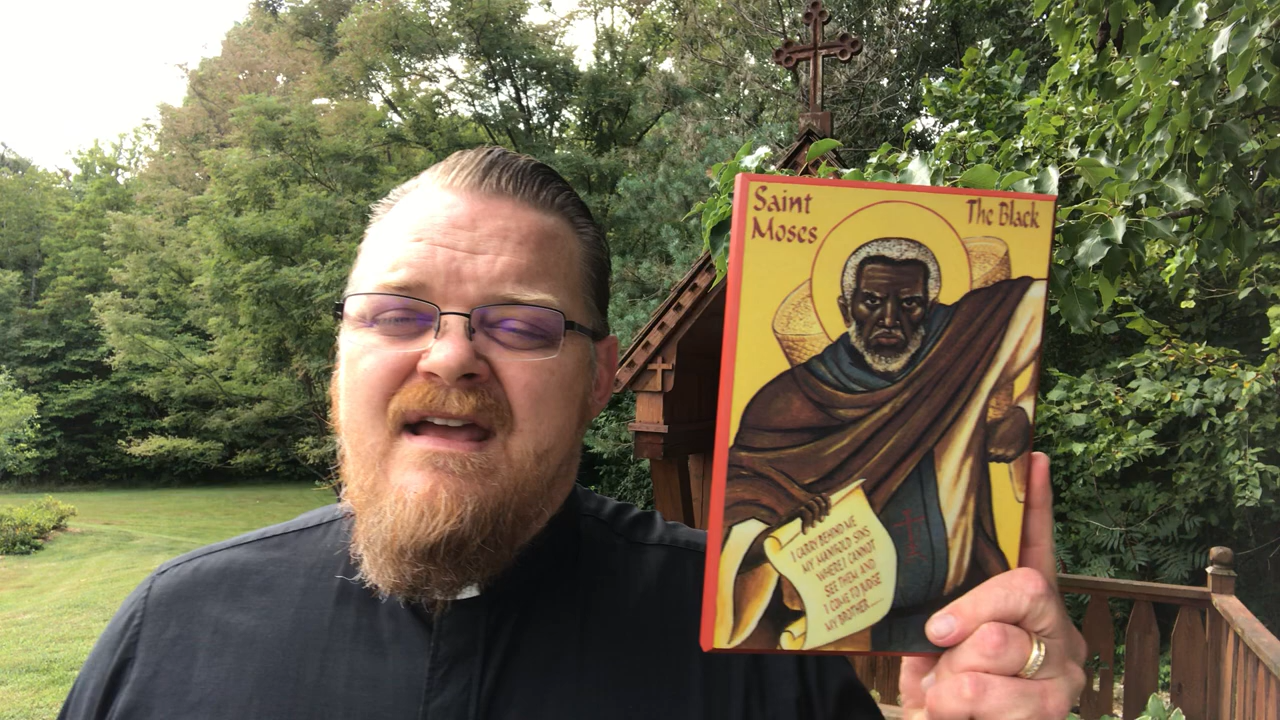 Saint
Moses
The Black
I CARRY BEHIND ME
MY MANIFOLD SINS
WHERE I CANNOT
SEE THEM, AND
I COME TO JUDGE
MY BROTHER......